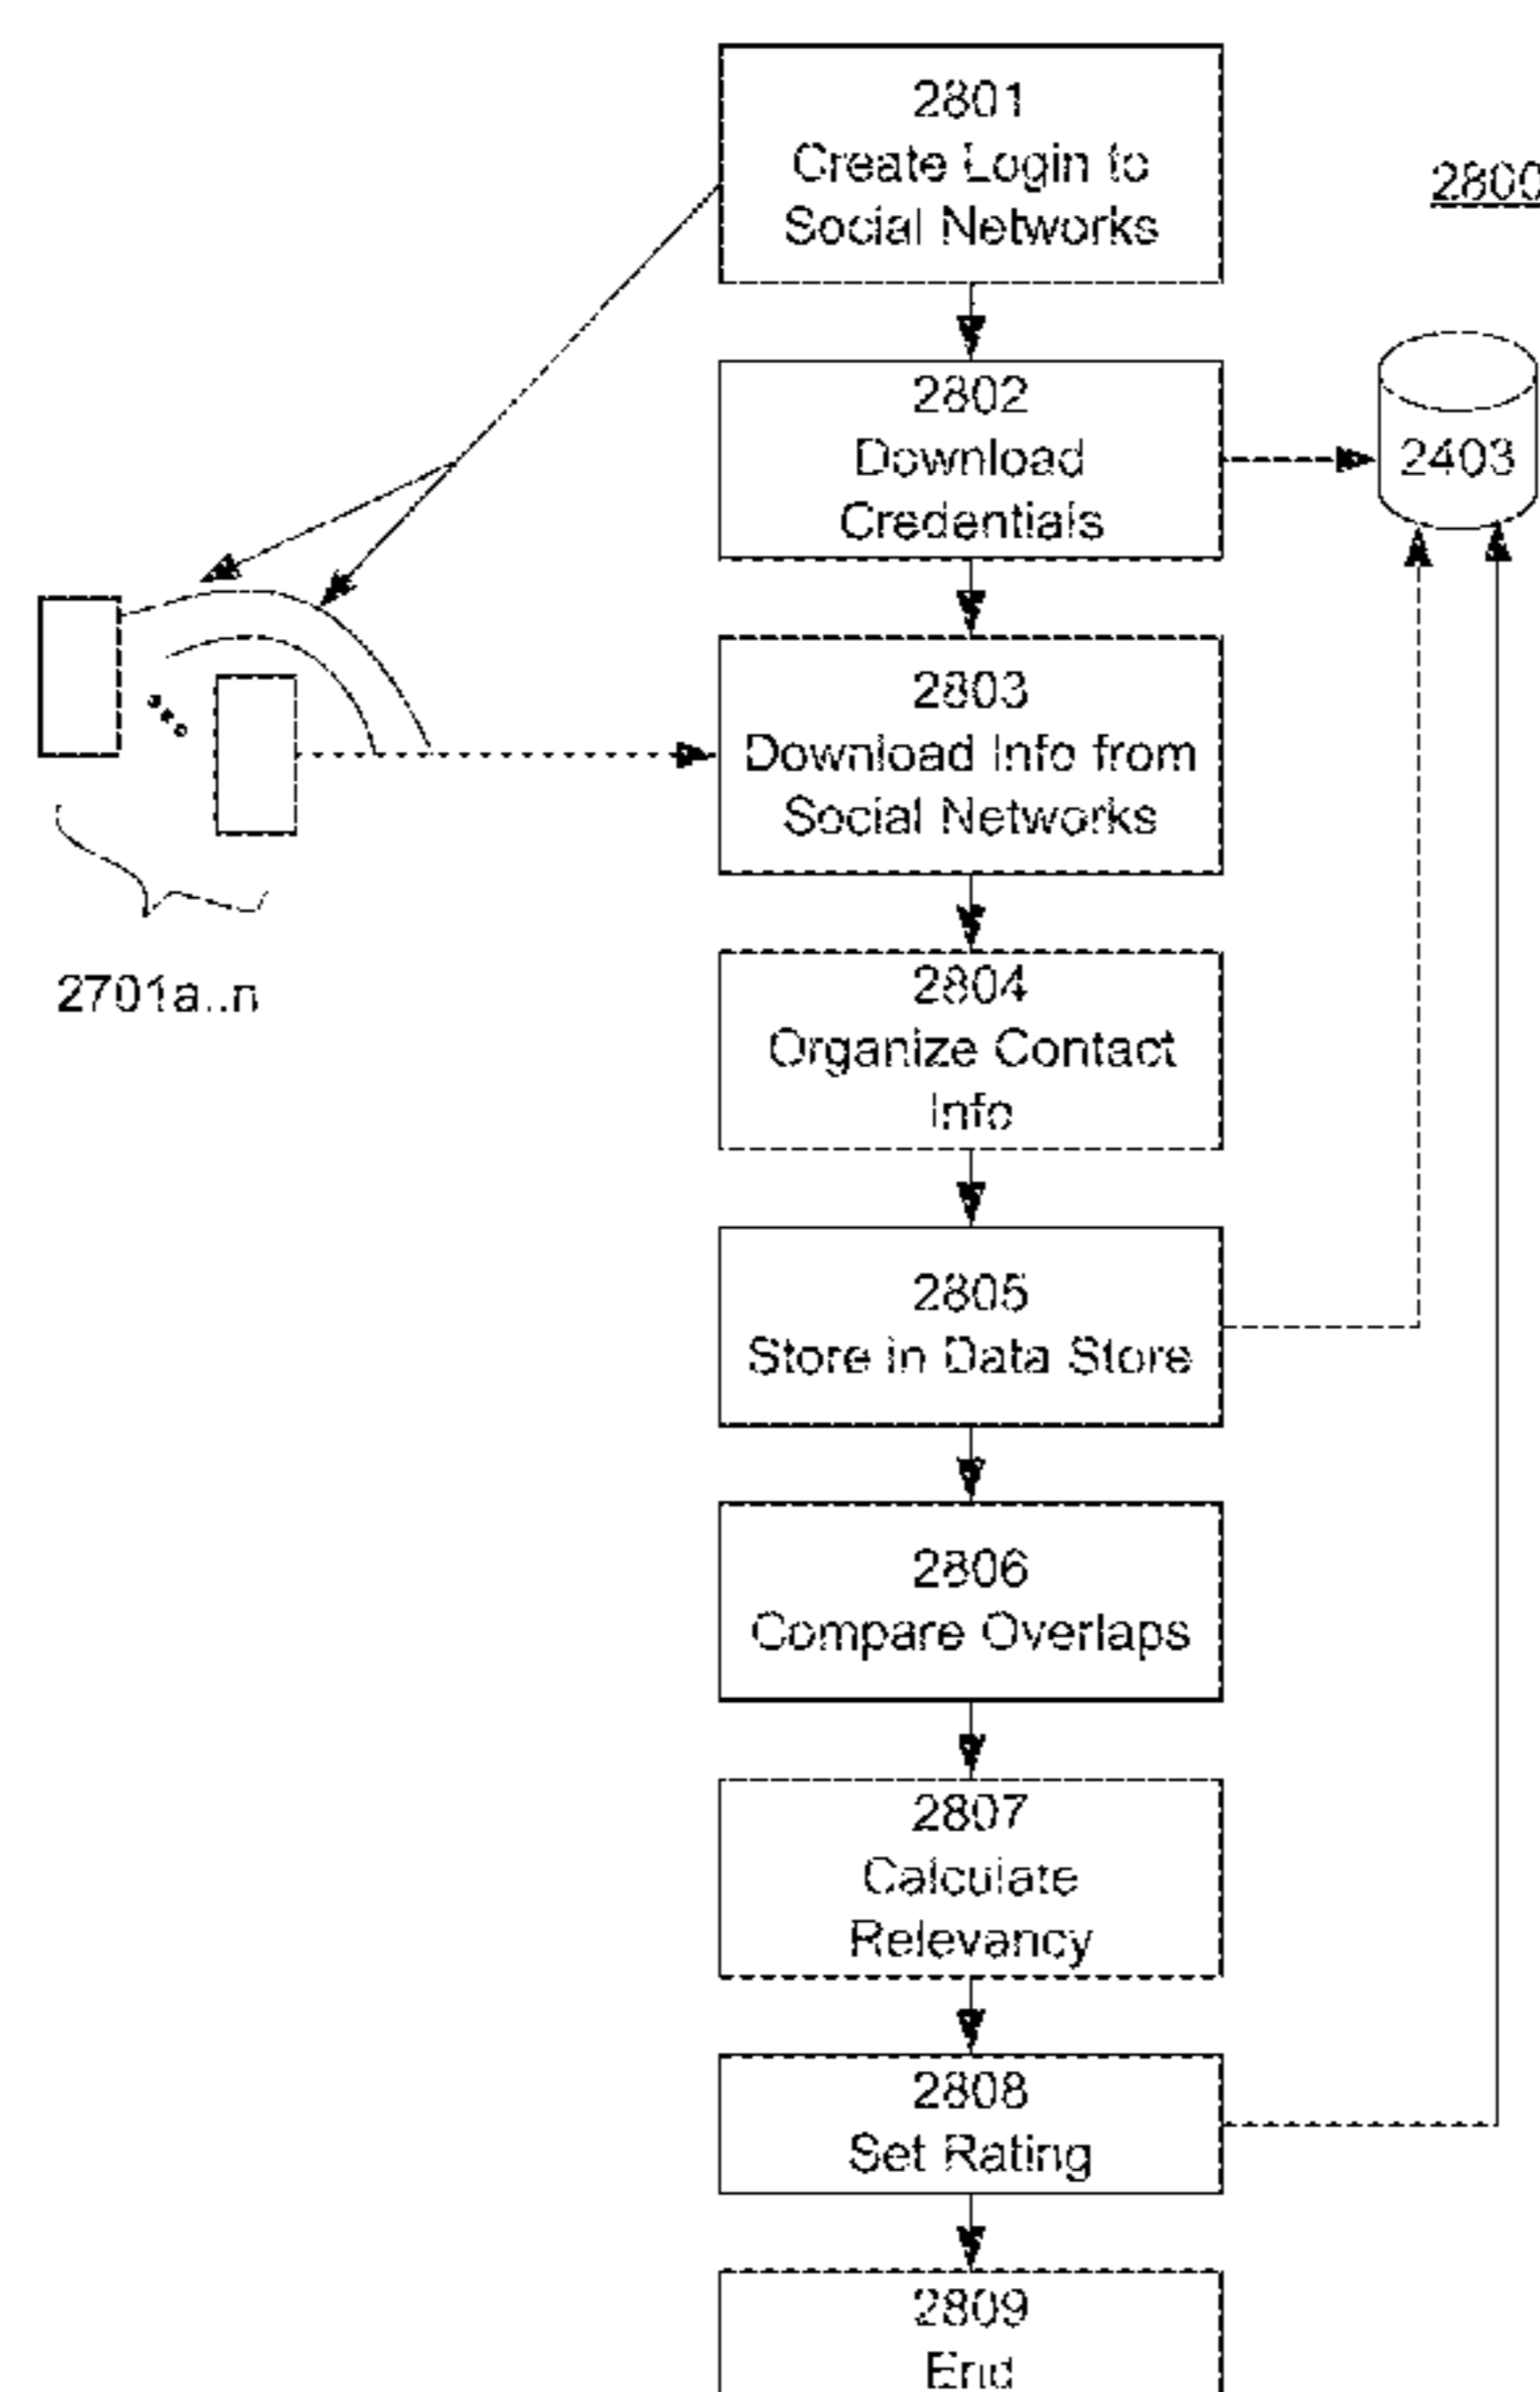 2801
Create Login to
Social Networks
2800
2802
Download
Credentials
2403
2803
Download Info from
Social Networks
2701a..n
2804
Organize Contact
Info
2805
Store in Data Store
2806
Compare Overlaps
2807
Calculate
Relevancy
2808
Set Rating
2809
End